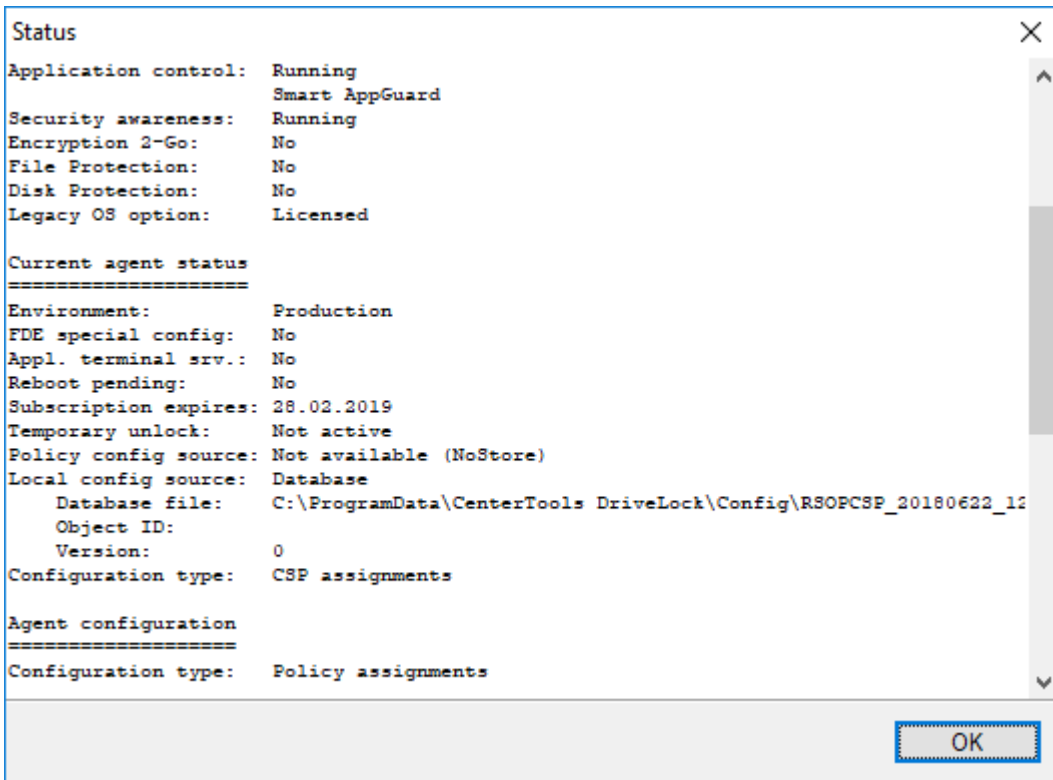 Status
Application control: Running
Smart AppGuard
Security awareness: Running
Encryption 2-Go: No
File Protection: No
Disk Protection: No
Legacy OS option: Licensed
Current agent status
====================
Environment: Production
FDE special config: No
Appl. terminal srv.: No
Reboot pending: No
Subscription expires: 28.02.2019
Temporary unlock: Not active
Policy config source: Not available (NoStore)
Local config source: Database
Database file: C:\ProgramData\CenterTools DriveLock\Config\RSOPCSP_20180622_12
Object ID:
Version: 0
Configuration type: CSP assignments
Agent configuration
===================
Configuration type: Policy assignments
OK